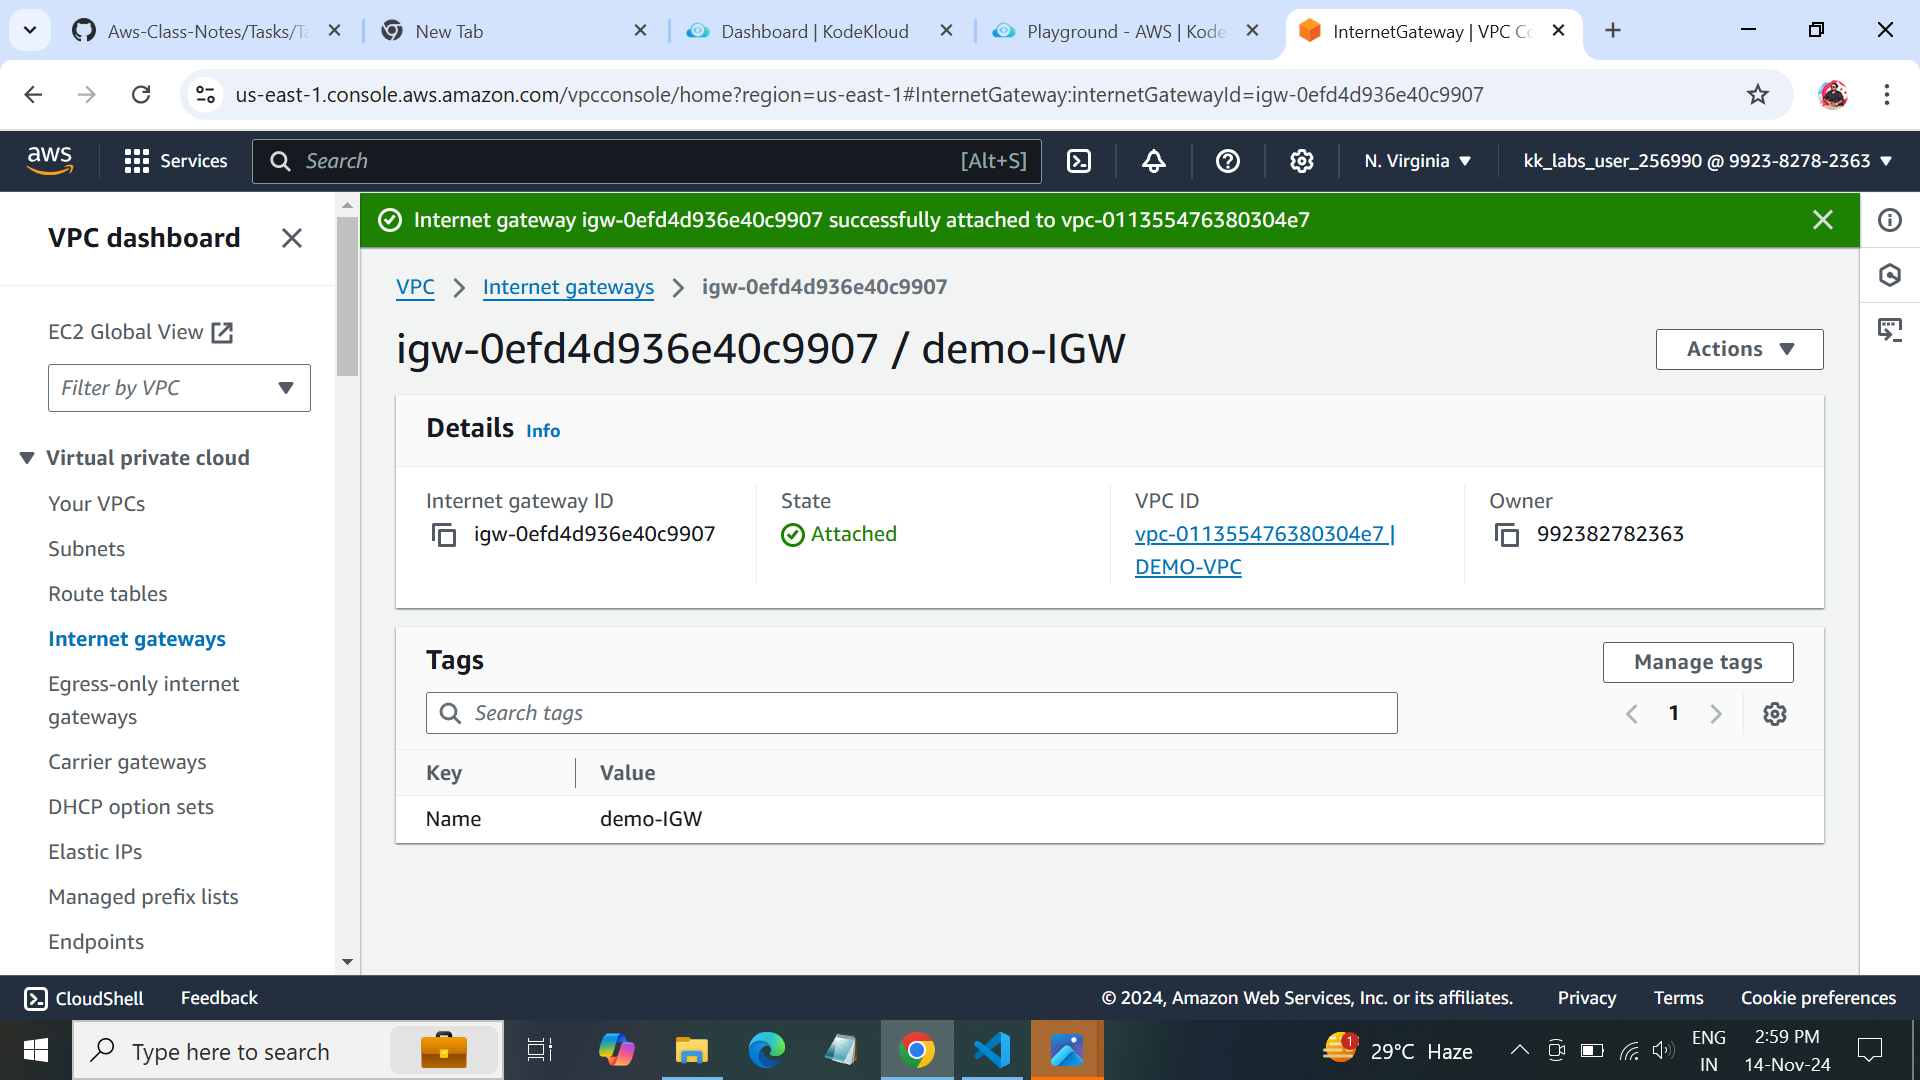 Aws-Class-Notes/Tasks/Ta
New Tab
Dashboard | KodeKloud
Playground - AWS | Kode
InternetGateway | VPC Co
us-east-1.console.aws.amazon.com/vpcconsole/home?region=us-east-1#InternetGateway:internetGatewayId=igw-0efd4d936e40c9907
aws
Services
Search
[Alt+S]
N. Virginia
kk_labs_user_256990 @ 9923-8278-2363
VPC dashboard
EC2 Global View
Filter by VPC
Virtual private cloud
Your VPCs
Subnets
Route tables
Internet gateways
Egress-only internet
gateways
Carrier gateways
DHCP option sets
Elastic IPs
Managed prefix lists
Endpoints
Internet gateway igw-0efd4d936e40c9907 successfully attached to vpc-011355476380304e7
VPC
Internet gateways
igw-0efd4d936e40c9907
igw-0efd4d936e40c9907 / demo-IGW
Actions
Details Info
Internet gateway ID
igw-0efd4d936e40c9907
State
Attached
VPC ID
vpc-011355476380304e7 |
DEMO-VPC
Owner
992382782363
Tags
Manage tags
Search tags
1
Key
Value
Name
demo-IGW
CloudShell
Feedback
© 2024, Amazon Web Services, Inc. or its affiliates.
Privacy
Terms
Cookie preferences
Type here to search
1
29°C Haze
ENG
IN
2:59 PM
14-Nov-24